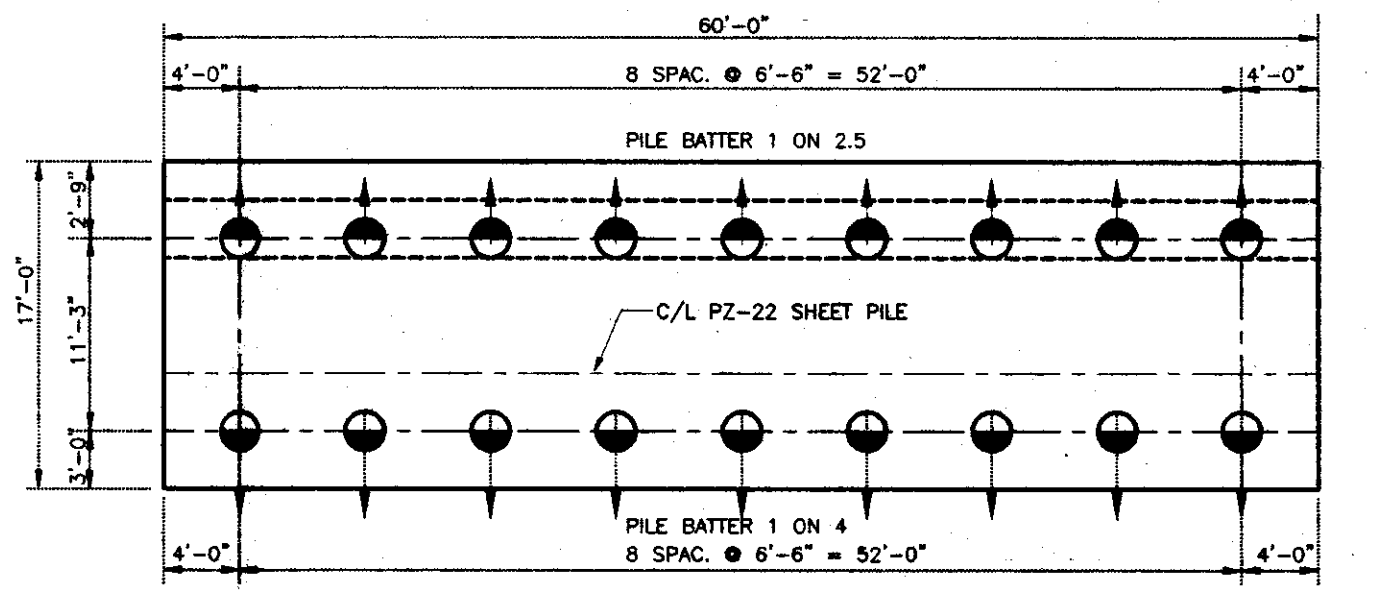 60'-0"
4'-0"
8 SPAC. @ 6'-6" = 52'-0"
4'-0"
PILE BATTER 1 ON 2.5
2'-9"
17'-0"
11'-3"
C/L PZ-22 SHEET PILE
3'-0"
PILE BATTER 1 ON 4
4'-0"
8 SPAC. @ 6'-6" = 52'-0"
4'-0"